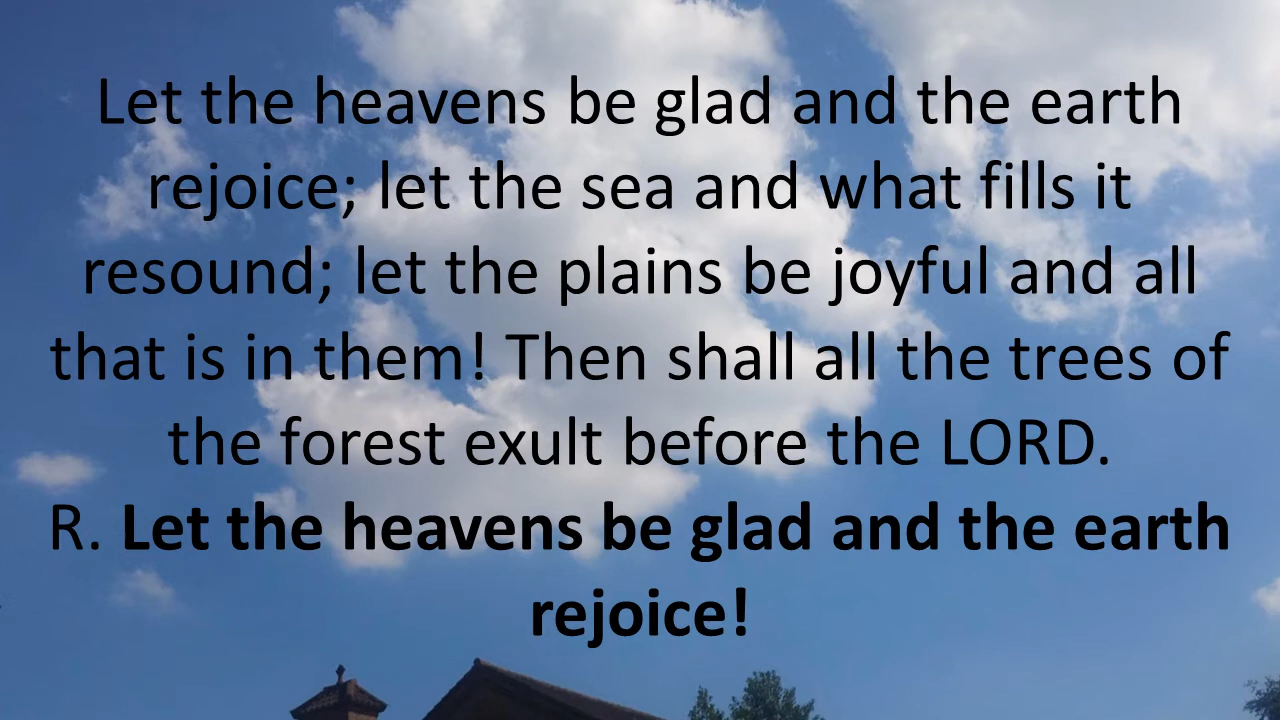 Let the heavens be glad and the earth
rejoice; let the sea and what fills it
resound; let the plains be joyful and all
that is in them! Then shall all the trees of
the forest exult before the LORD.
R. Let the heavens be glad and the earth
rejoice!